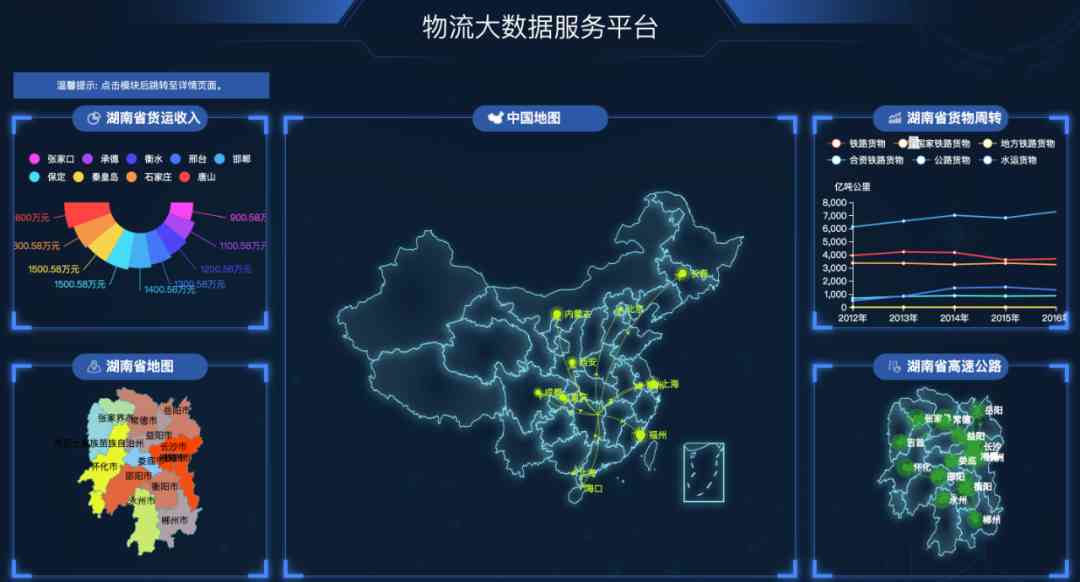 物流大数据服务平台
温馨提示: 点击模块后跳转至详情页面。
湖南省货运收入
张家口 承德 衡水 邢台 邯郸
保定 秦皇岛 石家庄 唐山
600万元
900.58万元
300.58万元
1100.58万元
1500.58万元
1200.58万元
1500.58万元
1300.58万元
1400.58万元
中国地图
长春
内蒙古
北京
西安
成都
重庆
上海
福州
海口
湖南省货物周转
铁路货物 国家铁路货物 地方铁路货物
合资铁路货物 公路货物 水运货物
亿吨公里
8,000
7,000
6,000
5,000
4,000
3,000
2,000
1,000
0
2012年 2013年 2014年 2015年 2016年
湖南省地图
岳阳市
张家界市
常德市
益阳市
土家族苗族自治州
长沙市
娄底市
怀化市
邵阳市
衡阳市
永州市
郴州市
湖南省高速公路
岳阳
张家界
常德
益阳
吉首
长沙
娄底
怀化
邵阳
衡阳
永州
郴州